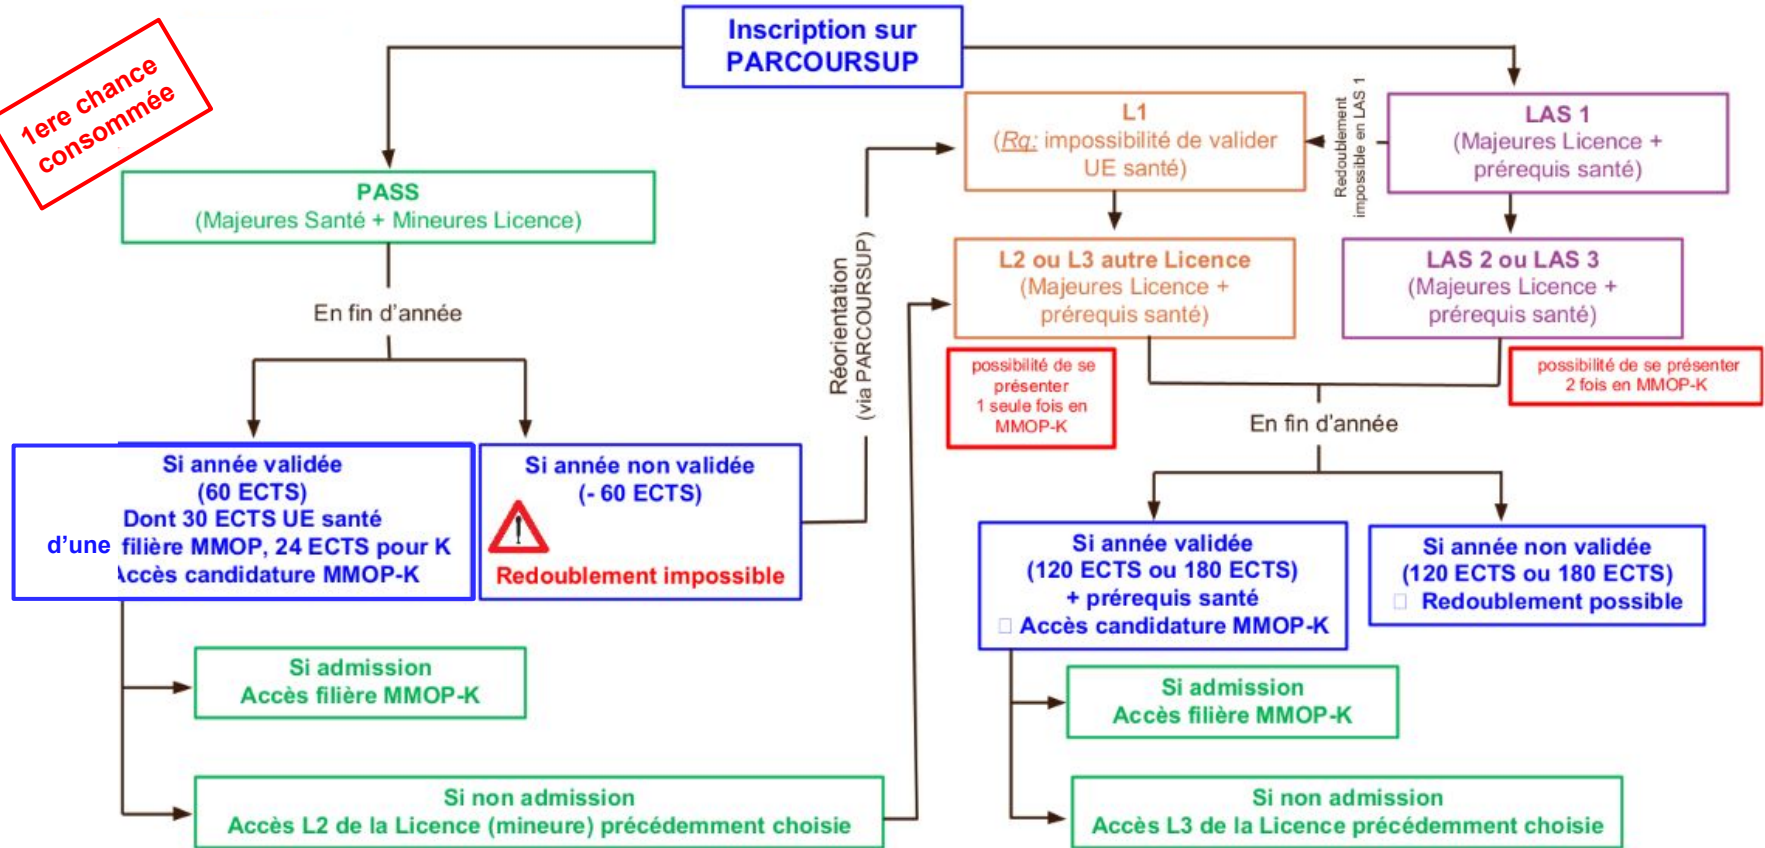 Inscription sur
PARCOURSUP
1ere chance
consommée
PASS
(Majeures Santé + Mineures Licence)
En fin d'année
Si année validée
(60 ECTS)
Dont 30 ECTS UE santé
d'une filière MMOP, 24 ECTS pour K
Accès candidature MMOP-K
Si année non validée
(- 60 ECTS)
!
Redoublement impossible
Si admission
Accès filière MMOP-K
Si non admission
Accès L2 de la Licence (mineure) précédemment choisie
Réorientation
(via PARCOURSUP)
L1
(Rq: impossibilité de valider
UE santé)
Redoublement
impossible en LAS 1
LAS 1
(Majeures Licence +
prérequis santé)
L2 ou L3 autre Licence
(Majeures Licence +
prérequis santé)
LAS 2 ou LAS 3
(Majeures Licence +
prérequis santé)
possibilité de se
présenter
1 seule fois en
MMOP-K
possibilité de se présenter
2 fois en MMOP-K
En fin d'année
Si année validée
(120 ECTS ou 180 ECTS)
+ prérequis santé
Accès candidature MMOP-K
Si année non validée
(120 ECTS ou 180 ECTS)
Redoublement possible
Si admission
Accès filière MMOP-K
Si non admission
Accès L3 de la Licence précédemment choisie